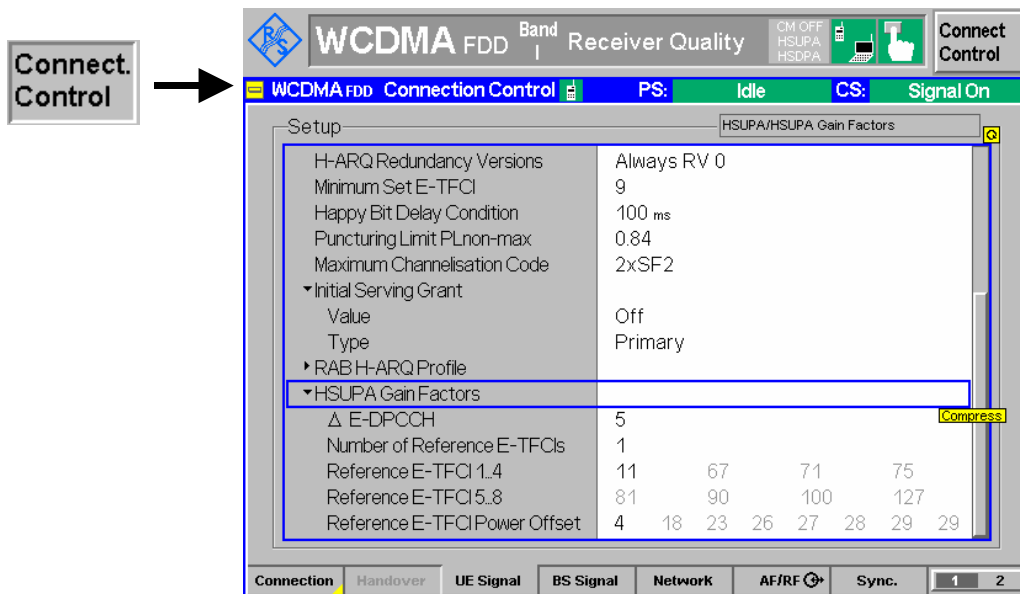 Connect.
Control
R&S
WCDMA FDD Band I Receiver Quality
CM OFF
HSUPA
HSDPA
Connect
Control
WCDMA FDD Connection Control PS: Idle CS: Signal On
Setup
HSUPA/HSUPA Gain Factors
H-ARQ Redundancy Versions Always RV 0
Minimum Set E-TFCI 9
Happy Bit Delay Condition 100 ms
Puncturing Limit PLnon-max 0.84
Maximum Channelisation Code 2xSF2
Initial Serving Grant
Value Off
Type Primary
RAB H-ARQ Profile
HSUPA Gain Factors
Compress
Δ E-DPCCH 5
Number of Reference E-TFCIs 1
Reference E-TFCI 1..4 11 67 71 75
Reference E-TFCI 5..8 81 90 100 127
Reference E-TFCI Power Offset 4 18 23 26 27 28 29 29
Connection Handover UE Signal BS Signal Network AF/RF Sync. 1 2